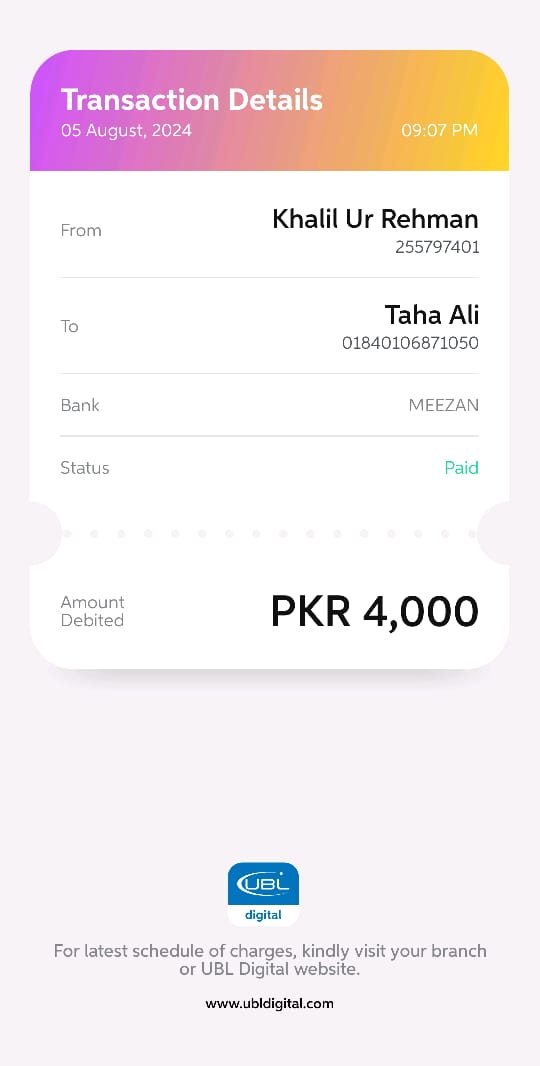 Transaction Details
05 August, 2024 09:07 PM
From Khalil Ur Rehman
255797401
To Taha Ali
01840106871050
Bank MEEZAN
Status Paid
Amount
Debited PKR 4,000
UBL
digital
For latest schedule of charges, kindly visit your branch
or UBL Digital website.
www.ubldigital.com